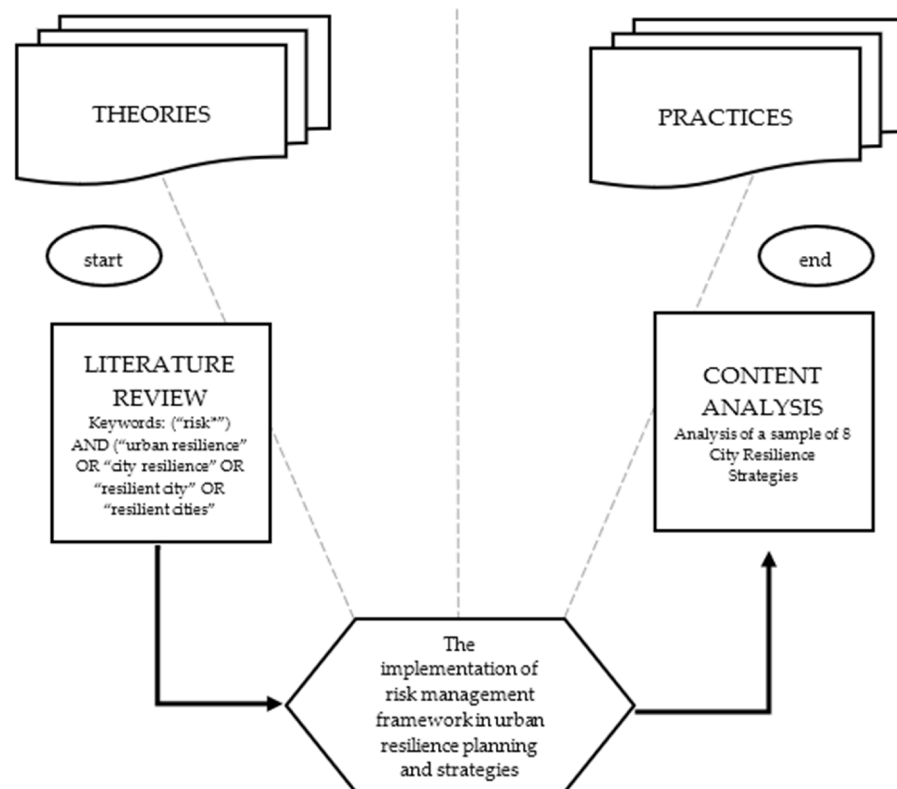 THEORIES
PRACTICES
start
end
LITERATURE
REVIEW
Keywords: (“risk*”)
AND (“urban resilience”
OR “city resilience” OR
“resilient city” OR
“resilient cities”
CONTENT
ANALYSIS
Analysis of a sample of 8
City Resilience
Strategies
The
implementation of
risk management
framework in urban
resilience planning
and strategies